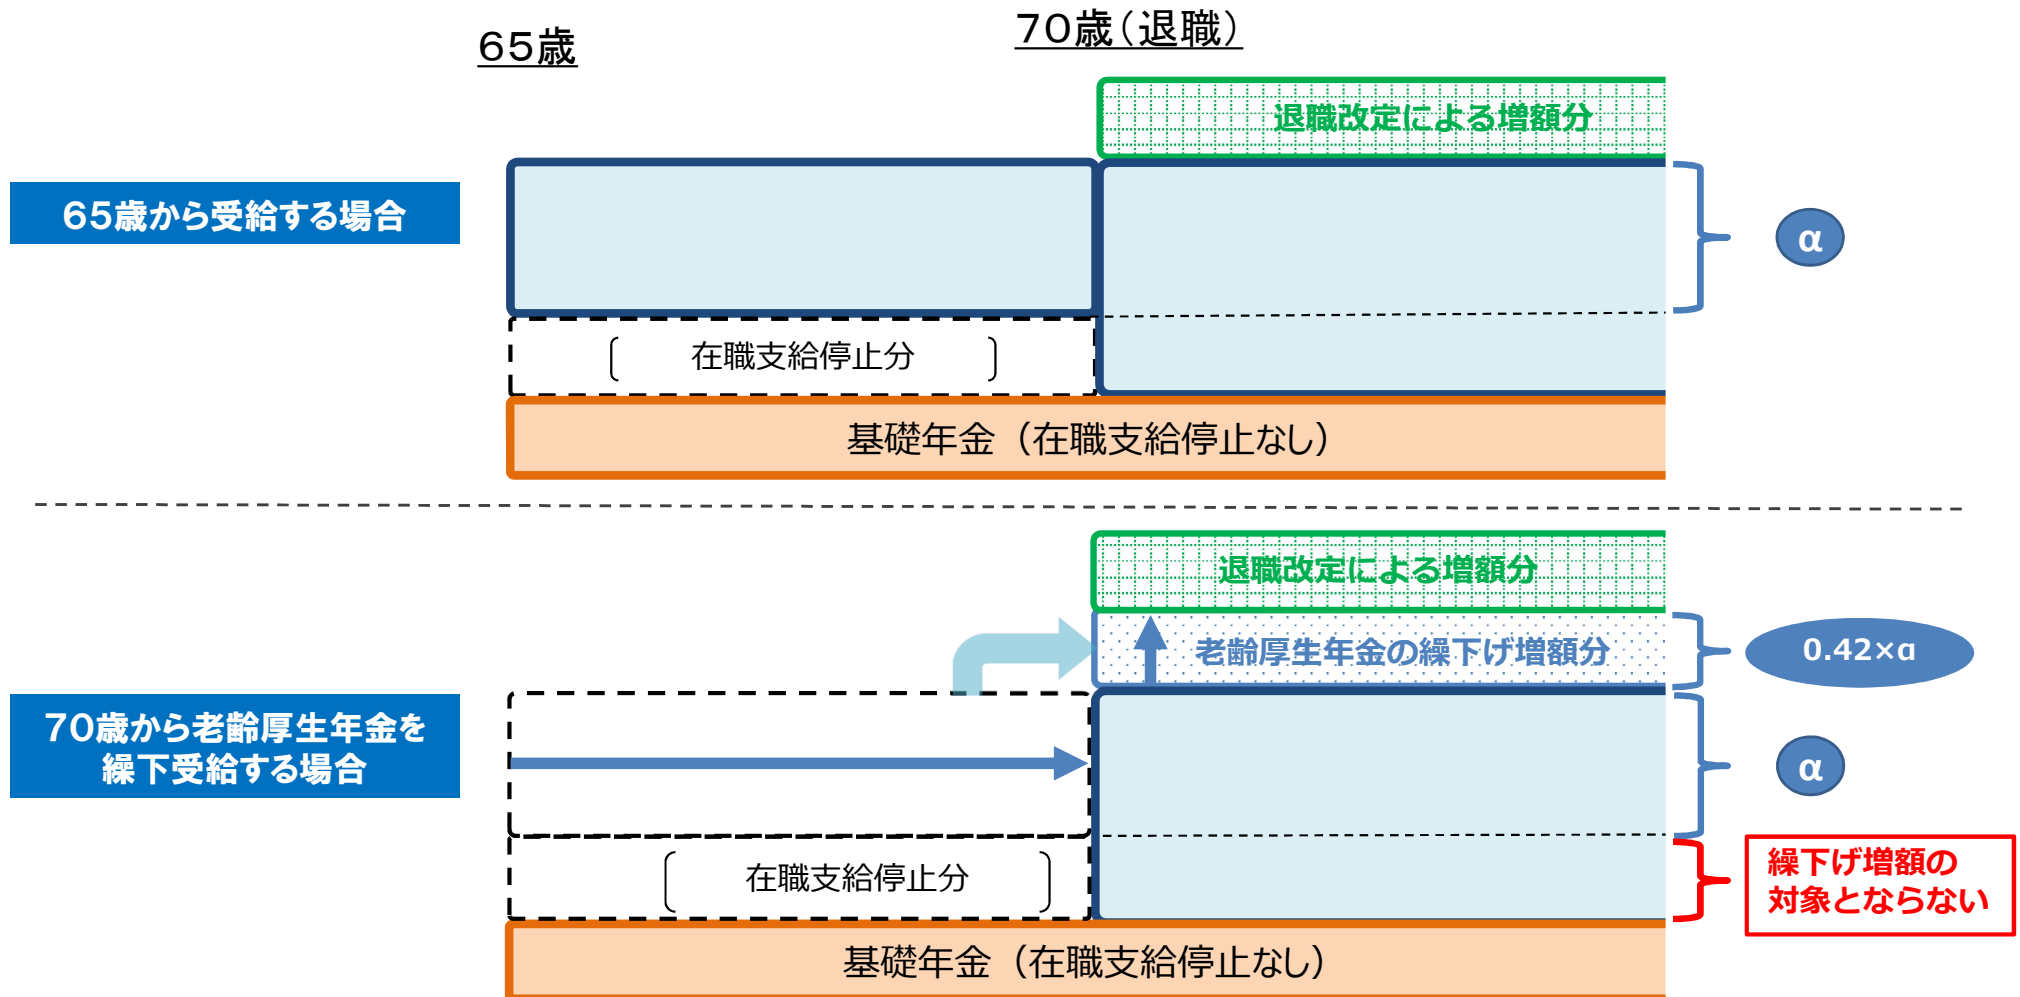 65歳
70歳（退職）
退職改定による増額分
65歳から受給する場合
α
〔　在職支給停止分　〕
基礎年金（在職支給停止なし）
退職改定による増額分
老齢厚生年金の繰下げ増額分
0.42×α
70歳から老齢厚生年金を
繰下受給する場合
α
〔　在職支給停止分　〕
繰下げ増額の
対象とならない
基礎年金（在職支給停止なし）